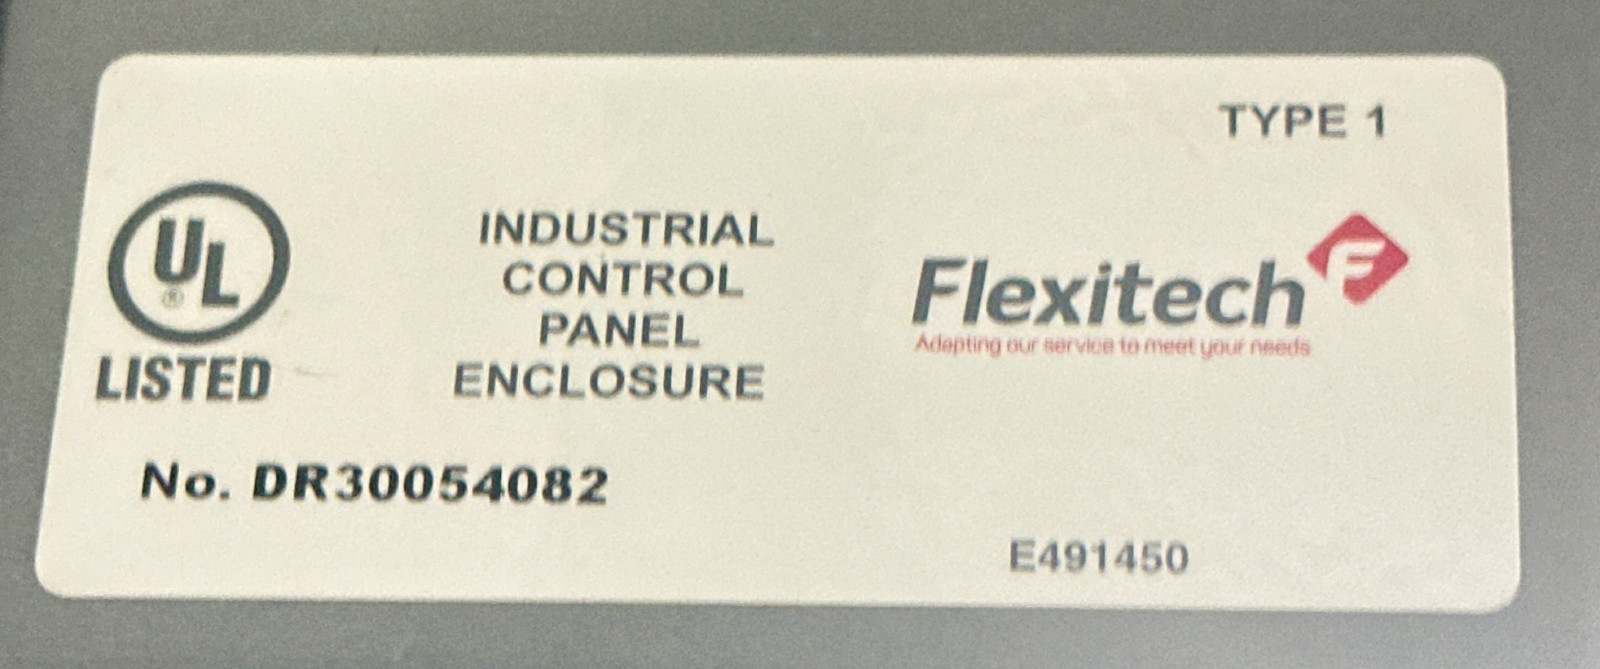 TYPE 1
UL
®
LISTED
INDUSTRIAL
CONTROL
PANEL
ENCLOSURE
Flexitech
F
Adapting our service to meet your needs
No. DR30054082
E491450